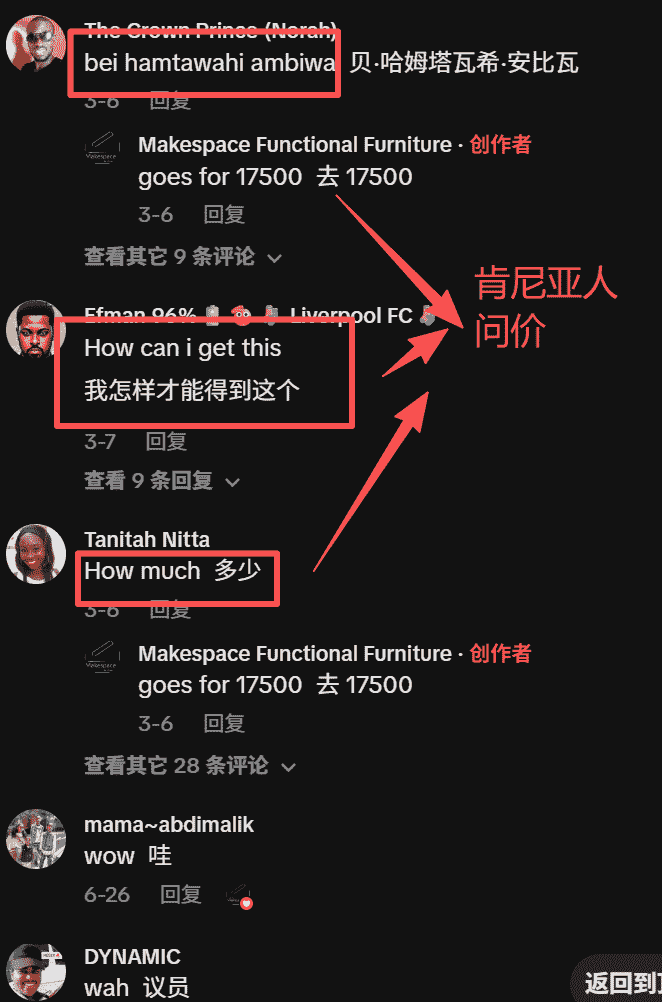 The Crown Prince (Norah)
bei hamtawahi ambiwa 贝·哈姆塔瓦希·安比瓦
3-6 回复
Makespace Functional Furniture · 创作者
goes for 17500 去 17500
3-6 回复
查看其它 9 条评论
肯尼亚人
问价
Efman 96% 🔋 Liverpool FC
How can i get this
我怎样才能得到这个
3-7 回复
查看 9 条回复
Tanitah Nitta
How much 多少
3-6 回复
Makespace Functional Furniture · 创作者
goes for 17500 去 17500
3-6 回复
查看其它 28 条评论
mama~abdimalik
wow 哇
6-26 回复
DYNAMIC
wah 议员
返回到